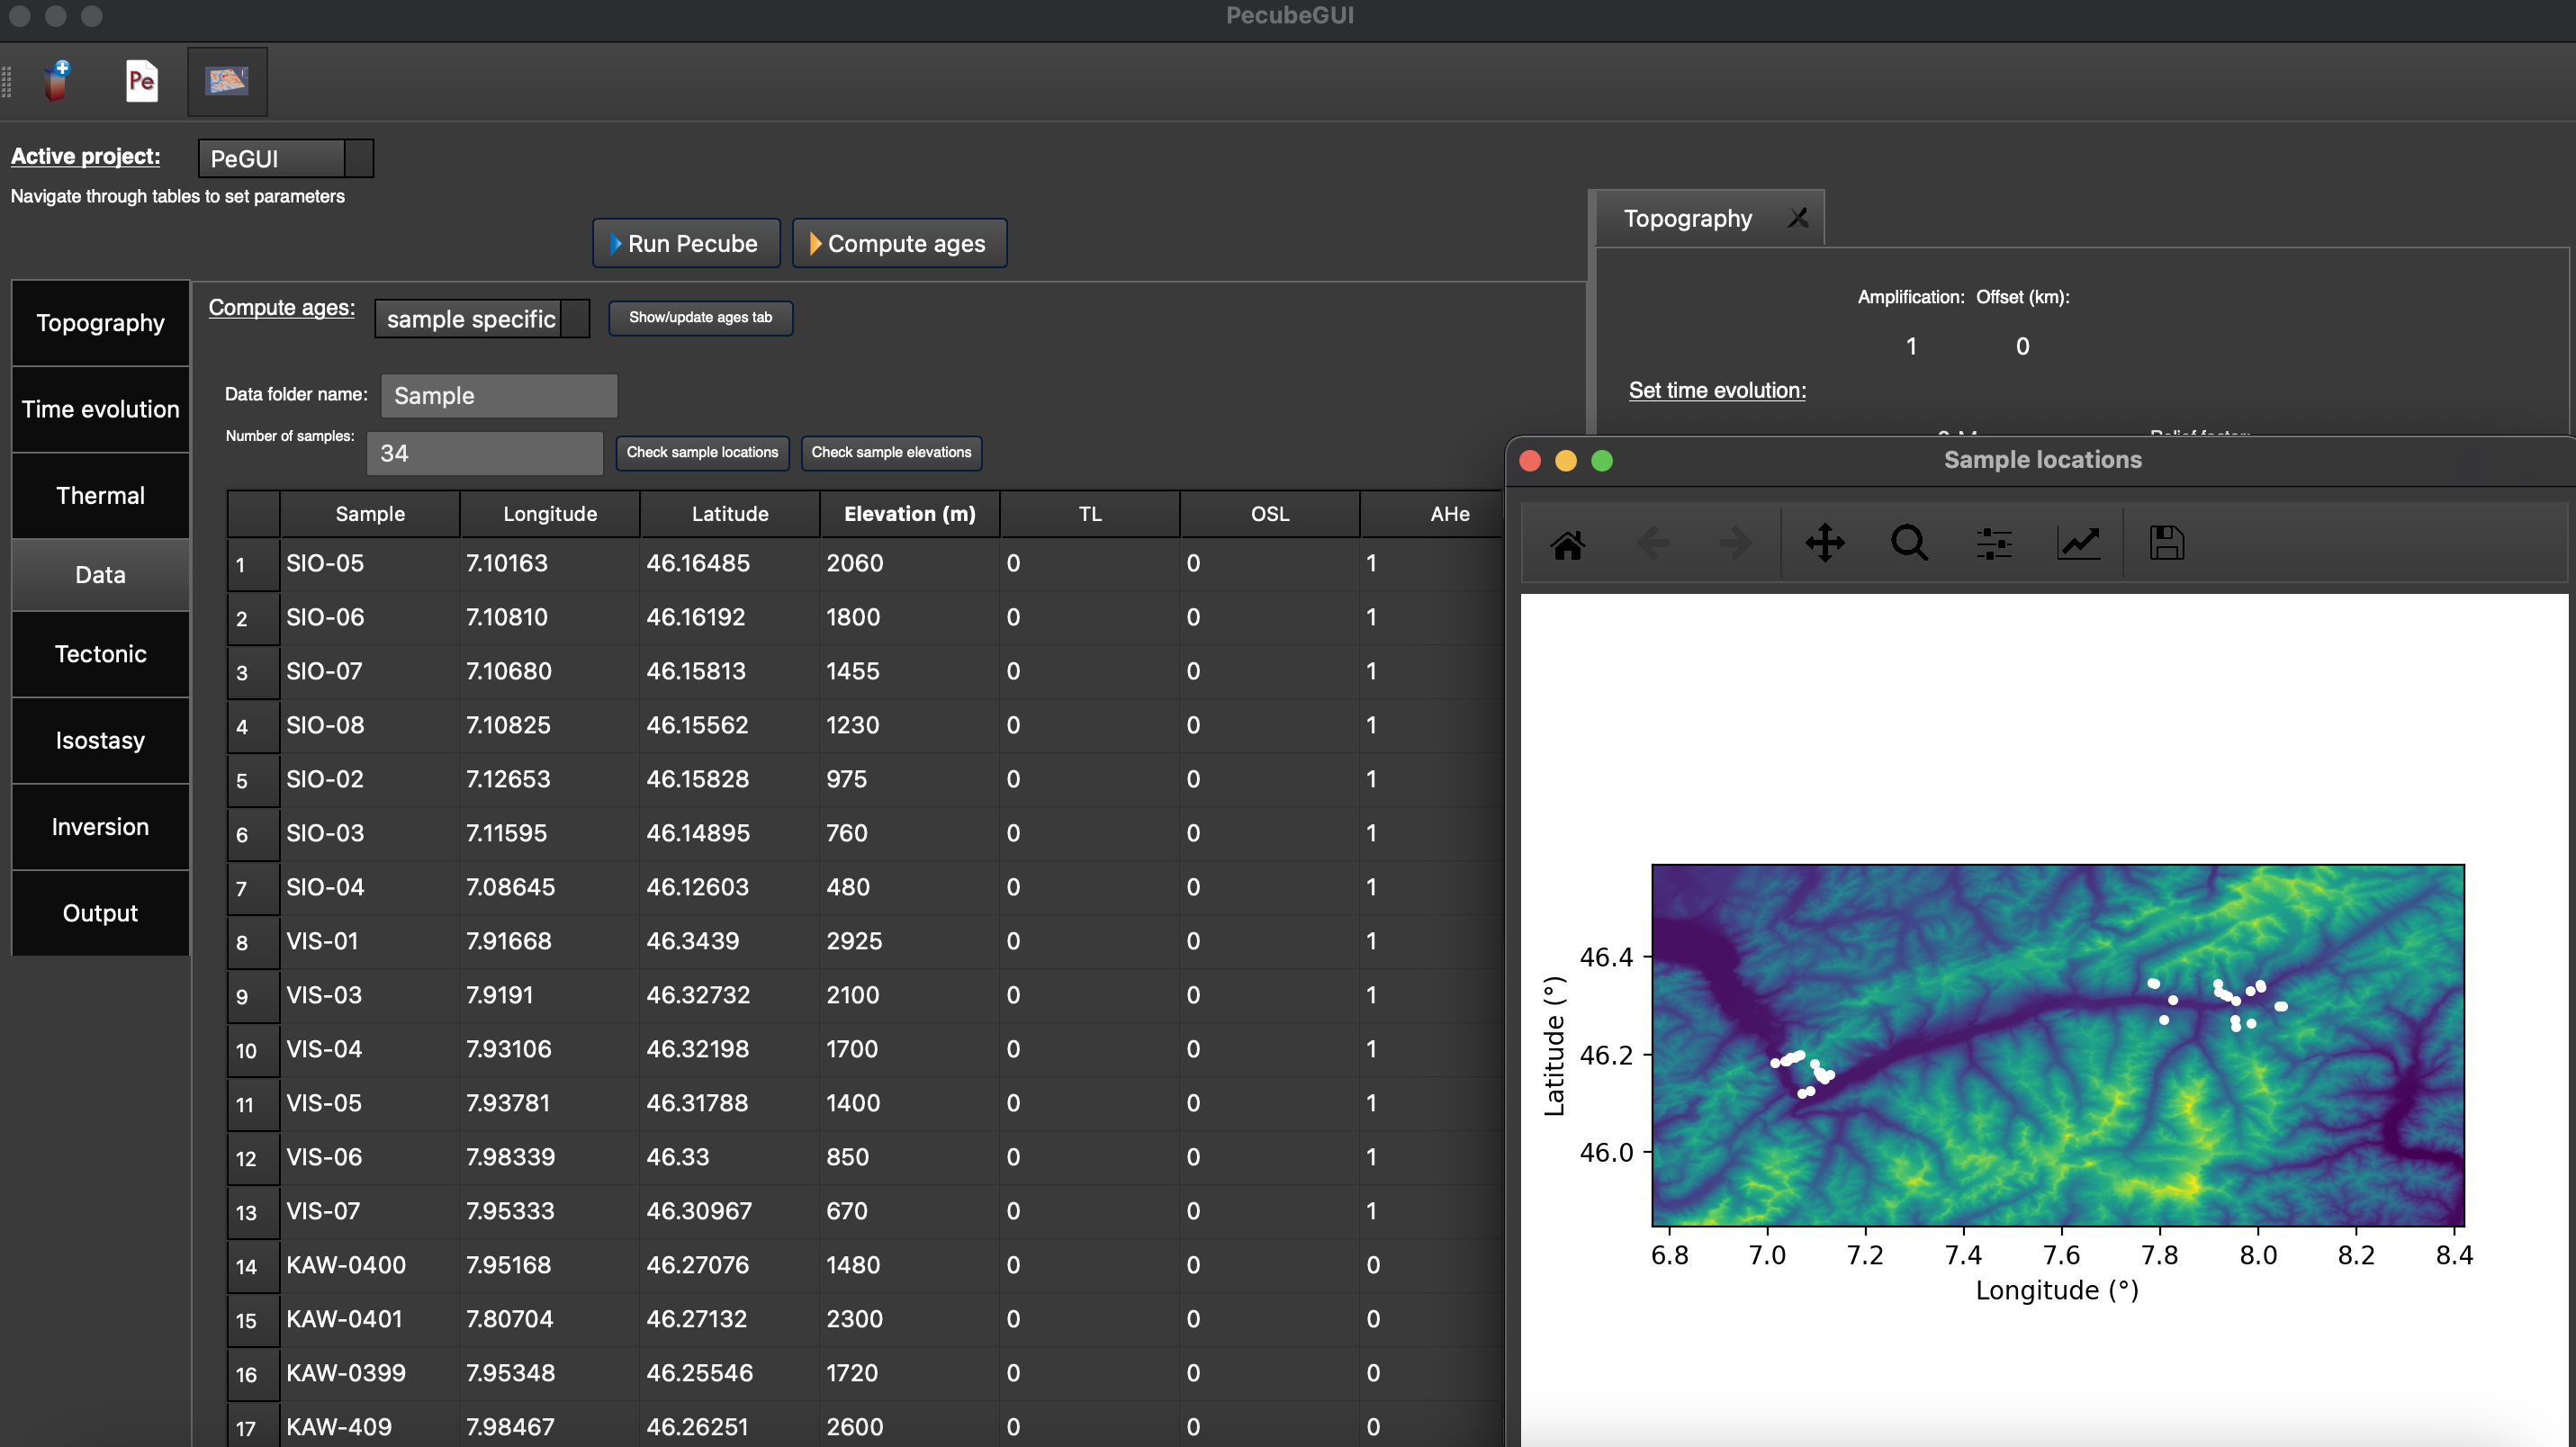 PecubeGUI
Pe
Active project: PeGUI
Navigate through tables to set parameters
Run Pecube Compute ages
Topography
Time evolution
Thermal
Data
Tectonic
Isostasy
Inversion
Output
Compute ages: sample specific Show/update ages tab
Data folder name: Sample
Number of samples: 34 Check sample locations Check sample elevations
Sample Longitude Latitude Elevation (m) TL OSL AHe
1 SIO-05 7.10163 46.16485 2060 0 0 1
2 SIO-06 7.10810 46.16192 1800 0 0 1
3 SIO-07 7.10680 46.15813 1455 0 0 1
4 SIO-08 7.10825 46.15562 1230 0 0 1
5 SIO-02 7.12653 46.15828 975 0 0 1
6 SIO-03 7.11595 46.14895 760 0 0 1
7 SIO-04 7.08645 46.12603 480 0 0 1
8 VIS-01 7.91668 46.3439 2925 0 0 1
9 VIS-03 7.9191 46.32732 2100 0 0 1
10 VIS-04 7.93106 46.32198 1700 0 0 1
11 VIS-05 7.93781 46.31788 1400 0 0 1
12 VIS-06 7.98339 46.33 850 0 0 1
13 VIS-07 7.95333 46.30967 670 0 0 1
14 KAW-0400 7.95168 46.27076 1480 0 0 0
15 KAW-0401 7.80704 46.27132 2300 0 0 0
16 KAW-0399 7.95348 46.25546 1720 0 0 0
17 KAW-409 7.98467 46.26251 2600 0 0 0
Topography
Amplification: Offset (km):
1 0
Set time evolution:
Sample locations
46.4
46.2
46.0
Latitude (°)
6.8 7.0 7.2 7.4 7.6 7.8 8.0 8.2 8.4
Longitude (°)